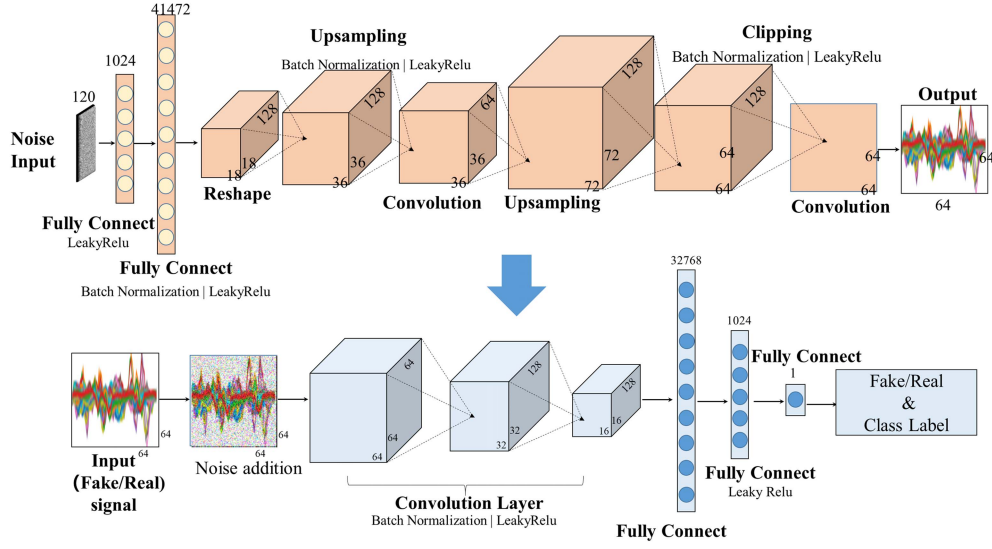 41472
Upsampling
Batch Normalization | LeakyRelu
Clipping
Batch Normalization | LeakyRelu
1024
120
Noise
Input
128
18
18
Reshape
128
36
36
64
36
36
Convolution
128
72
72
Upsampling
128
64
64
64
64
Convolution
Output
64
64
Fully Connect
LeakyRelu
Fully Connect
Batch Normalization | LeakyRelu
64
64
Input
(Fake/Real)
signal
64
64
Noise addition
64
64
64
128
32
32
128
16
16
Convolution Layer
Batch Normalization | LeakyRelu
32768
Fully Connect
1024
Fully Connect
Leaky Relu
Fully Connect
1
Fake/Real
&
Class Label